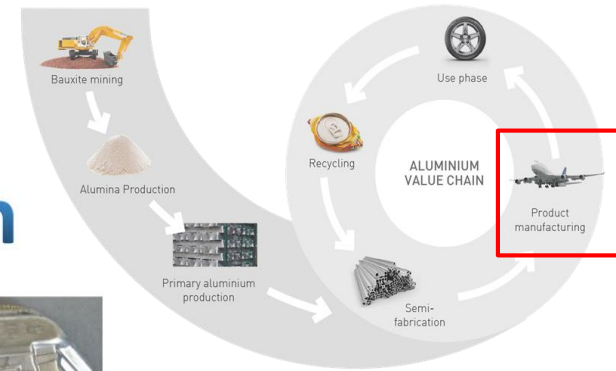 Bauxite mining
Alumina Production
Primary aluminium
production
Semi-
fabrication
Product
manufacturing
Use phase
Recycling
ALUMINIUM
VALUE CHAIN